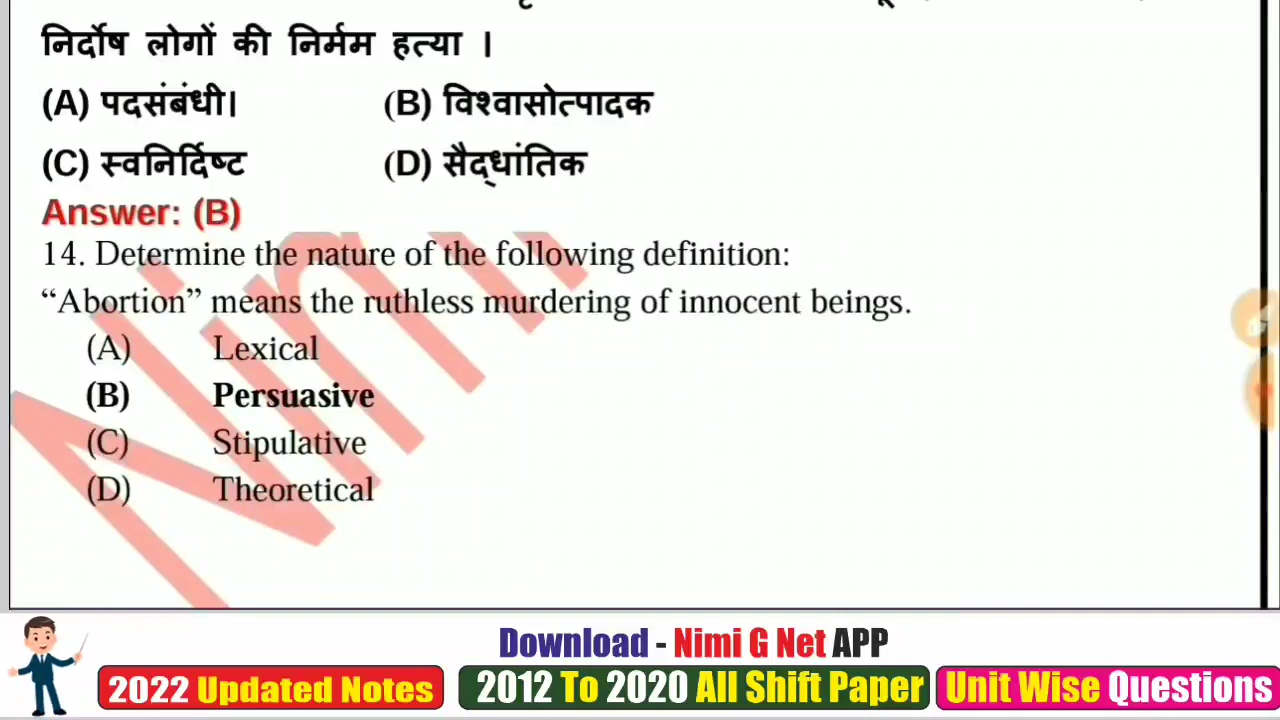 निर्दोष लोगों की निर्मम हत्या ।
(A) पदसंबंधी। (B) विश्वासोत्पादक
(C) स्वनिर्दिष्ट (D) सैद्धांतिक
Answer: (B)
14. Determine the nature of the following definition:
“Abortion” means the ruthless murdering of innocent beings.
(A) Lexical
(B) Persuasive
(C) Stipulative
(D) Theoretical
Download - Nimi G Net APP
2022 Updated Notes 2012 To 2020 All Shift Paper Unit Wise Questions